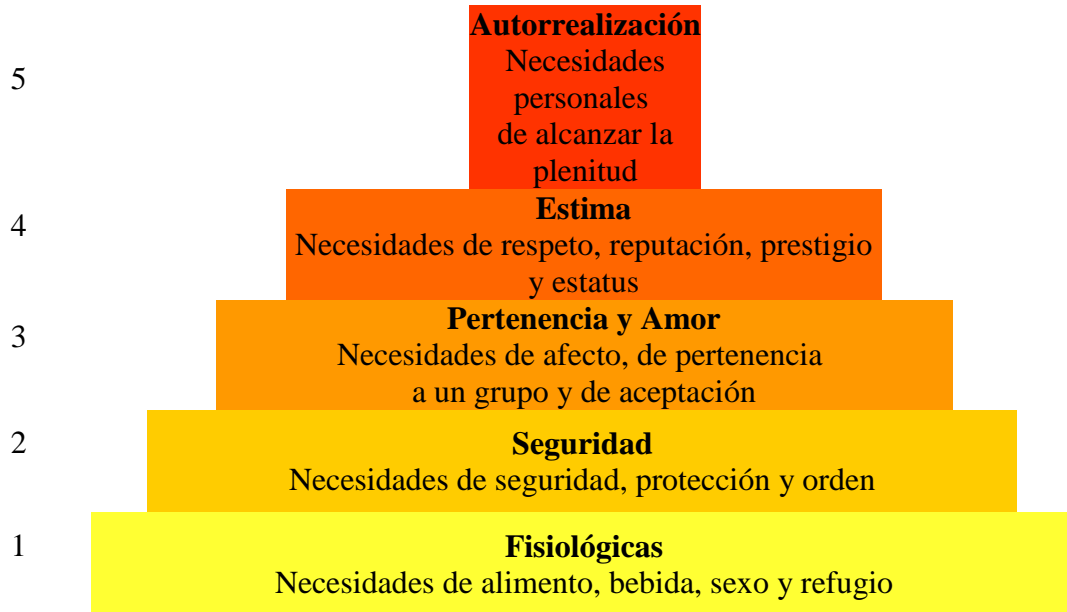 Autorrealización
5
Necesidades
personales
de alcanzar la
plenitud
4
Estima
Necesidades de respeto, reputación, prestigio
y estatus
3
Pertenencia y Amor
Necesidades de afecto, de pertenencia
a un grupo y de aceptación
2
Seguridad
Necesidades de seguridad, protección y orden
1
Fisiológicas
Necesidades de alimento, bebida, sexo y refugio